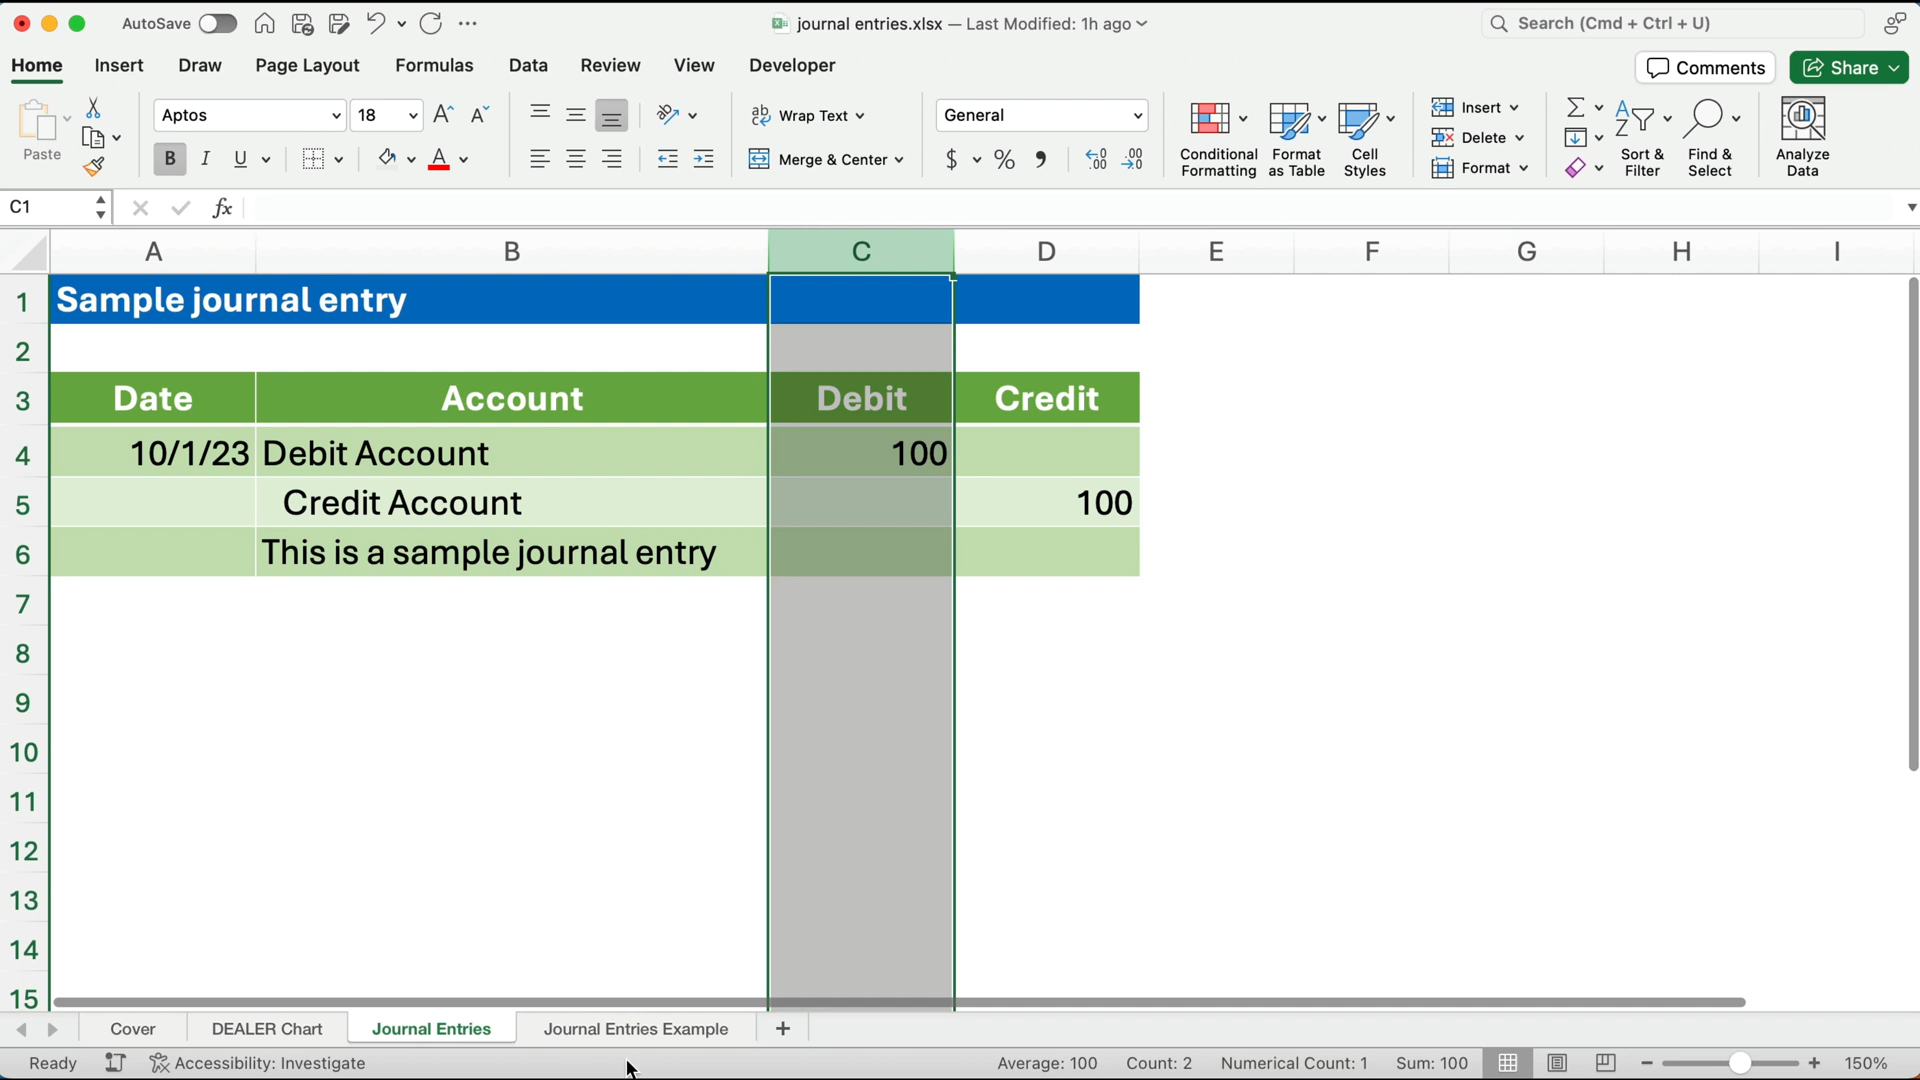 AutoSave
journal entries.xlsx — Last Modified: 1h ago
Search (Cmd + Ctrl + U)
Home Insert Draw Page Layout Formulas Data Review View Developer
Comments Share
Paste
Aptos 18
B I U A
Wrap Text
Merge & Center
General
$ % 9
Conditional Formatting
Format as Table
Cell Styles
Insert
Delete
Format
Sort & Filter
Find & Select
Analyze Data
C1 fx
A B C D E F G H I
1 Sample journal entry
2
3 Date Account Debit Credit
4 10/1/23 Debit Account 100
5 Credit Account 100
6 This is a sample journal entry
7
8
9
10
11
12
13
14
15
Cover DEALER Chart Journal Entries Journal Entries Example +
Ready Accessibility: Investigate Average: 100 Count: 2 Numerical Count: 1 Sum: 100 − + 150%